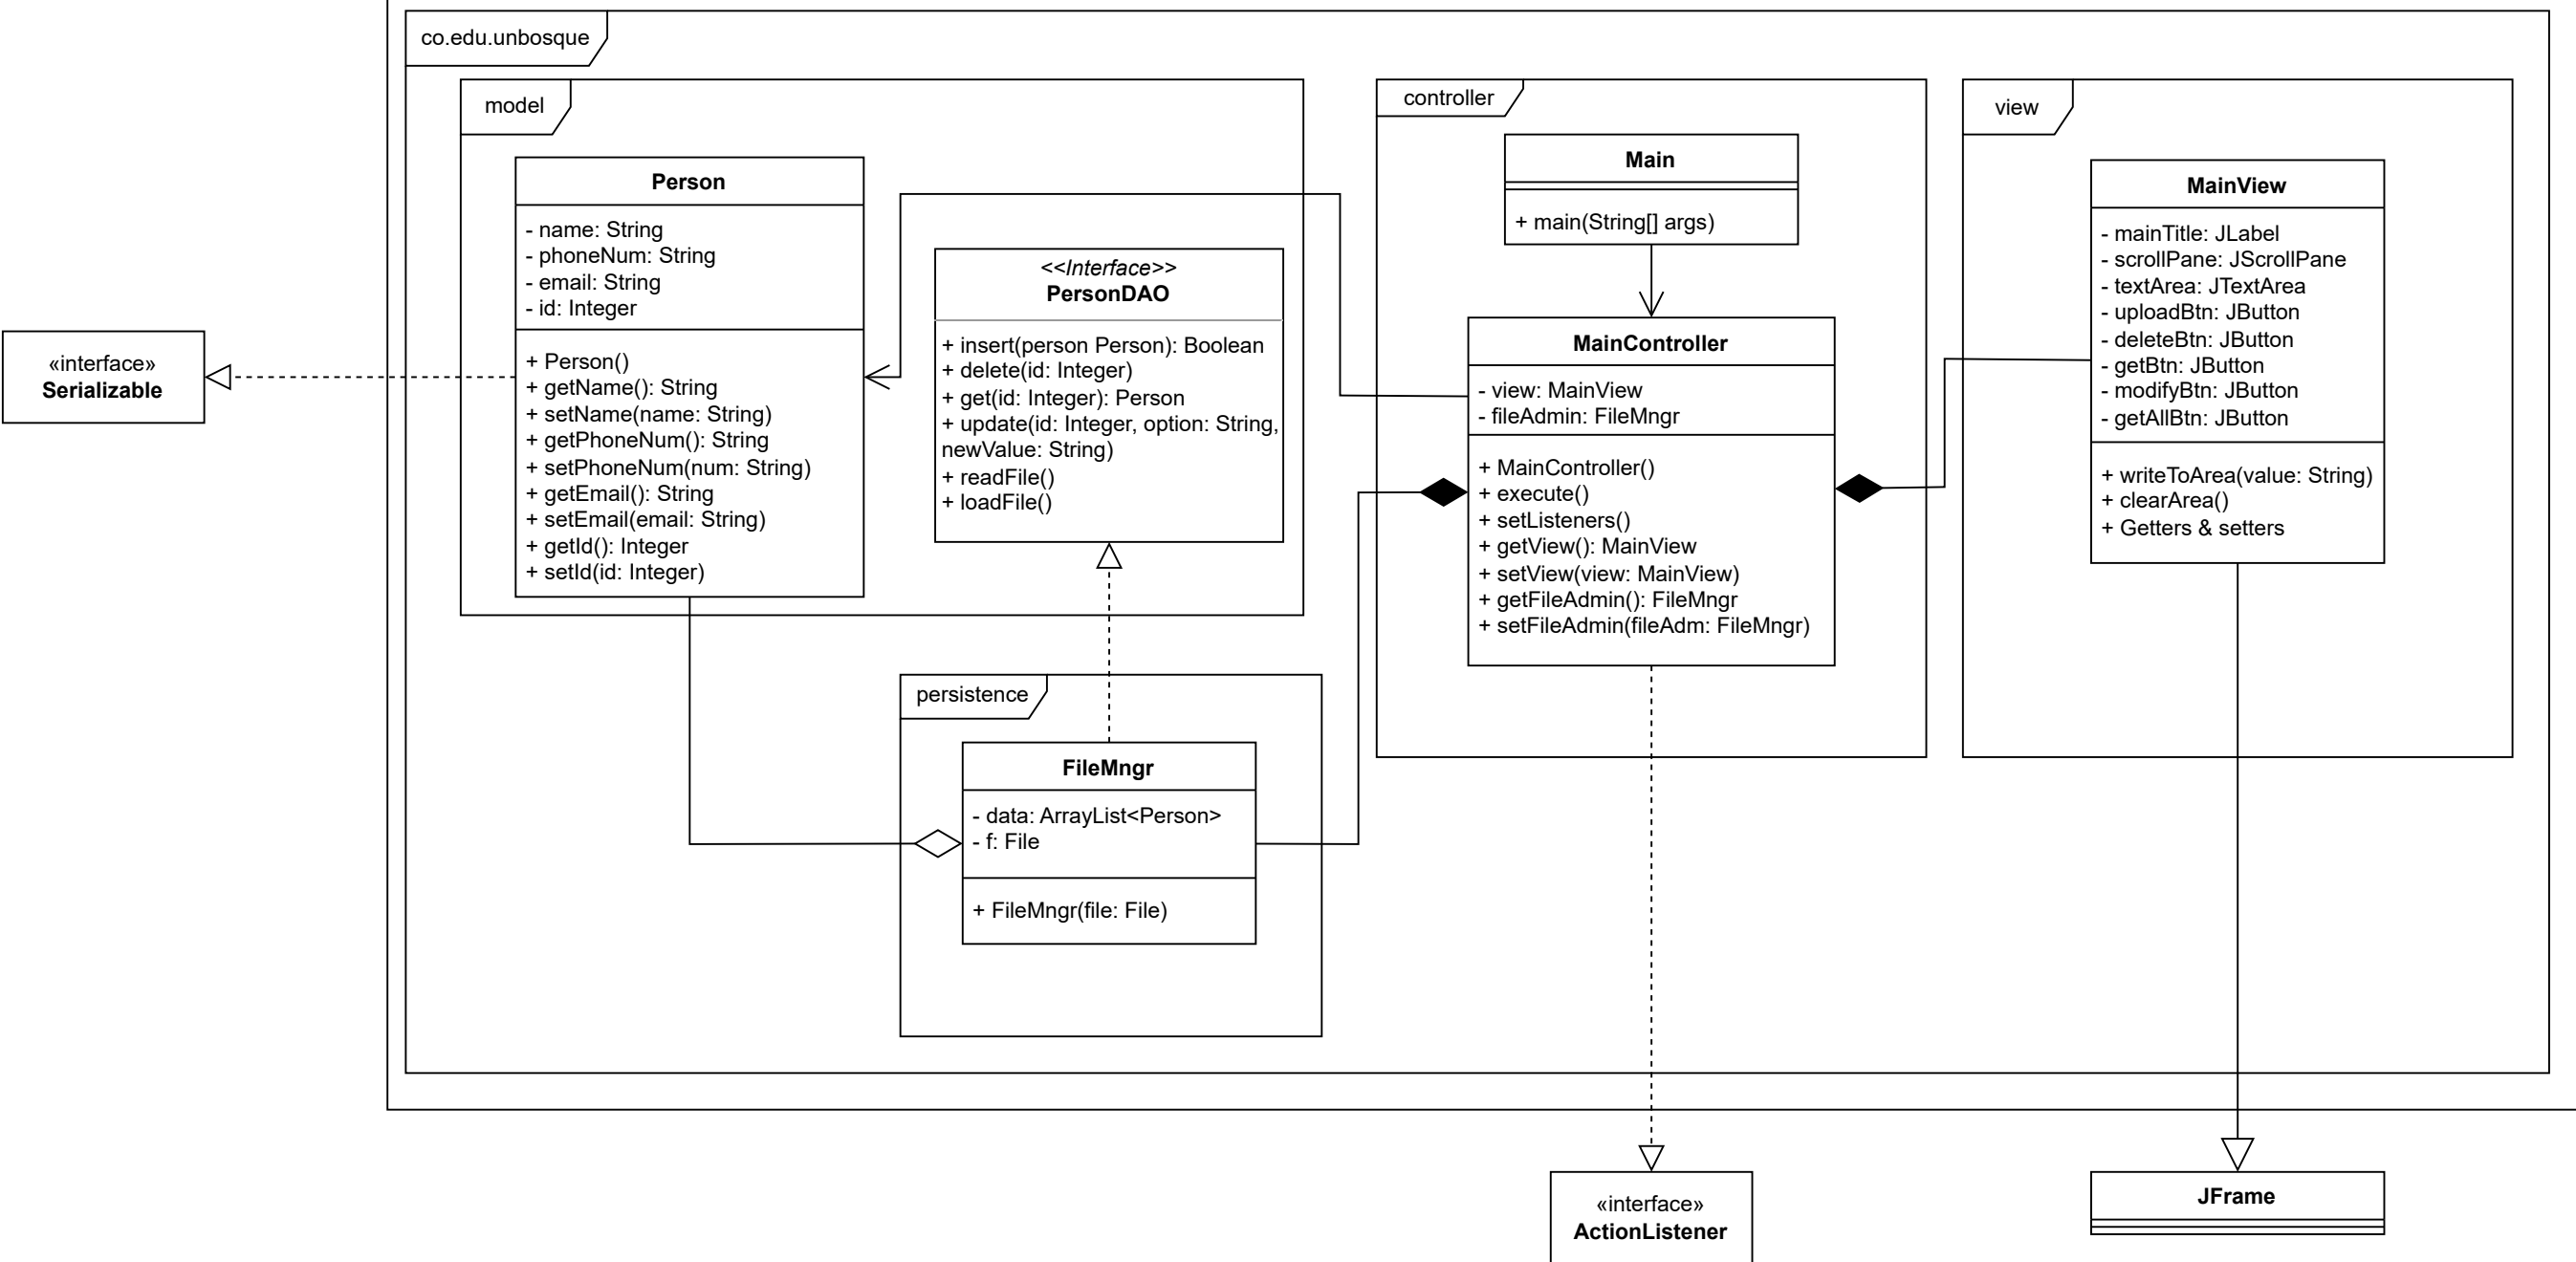 co.edu.unbosque
model
Person
- name: String
- phoneNum: String
- email: String
- id: Integer
+ Person()
+ getName(): String
+ setName(name: String)
+ getPhoneNum(): String
+ setPhoneNum(num: String)
+ getEmail(): String
+ setEmail(email: String)
+ getId(): Integer
+ setId(id: Integer)
<<Interface>>
PersonDAO
+ insert(person Person): Boolean
+ delete(id: Integer)
+ get(id: Integer): Person
+ update(id: Integer, option: String,
newValue: String)
+ readFile()
+ loadFile()
«interface»
Serializable
persistence
FileMngr
- data: ArrayList<Person>
- f: File
+ FileMngr(file: File)
controller
Main
+ main(String[] args)
MainController
- view: MainView
- fileAdmin: FileMngr
+ MainController()
+ execute()
+ setListeners()
+ getView(): MainView
+ setView(view: MainView)
+ getFileAdmin(): FileMngr
+ setFileAdmin(fileAdm: FileMngr)
view
MainView
- mainTitle: JLabel
- scrollPane: JScrollPane
- textArea: JTextArea
- uploadBtn: JButton
- deleteBtn: JButton
- getBtn: JButton
- modifyBtn: JButton
- getAllBtn: JButton
+ writeToArea(value: String)
+ clearArea()
+ Getters & setters
«interface»
ActionListener
JFrame